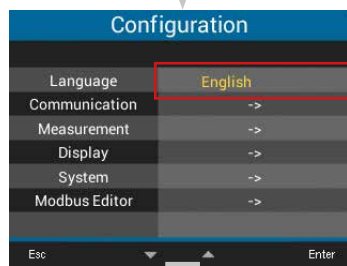 Configuration
Language English
Communication ->
Measurement ->
Display ->
System ->
Modbus Editor ->
Esc Enter